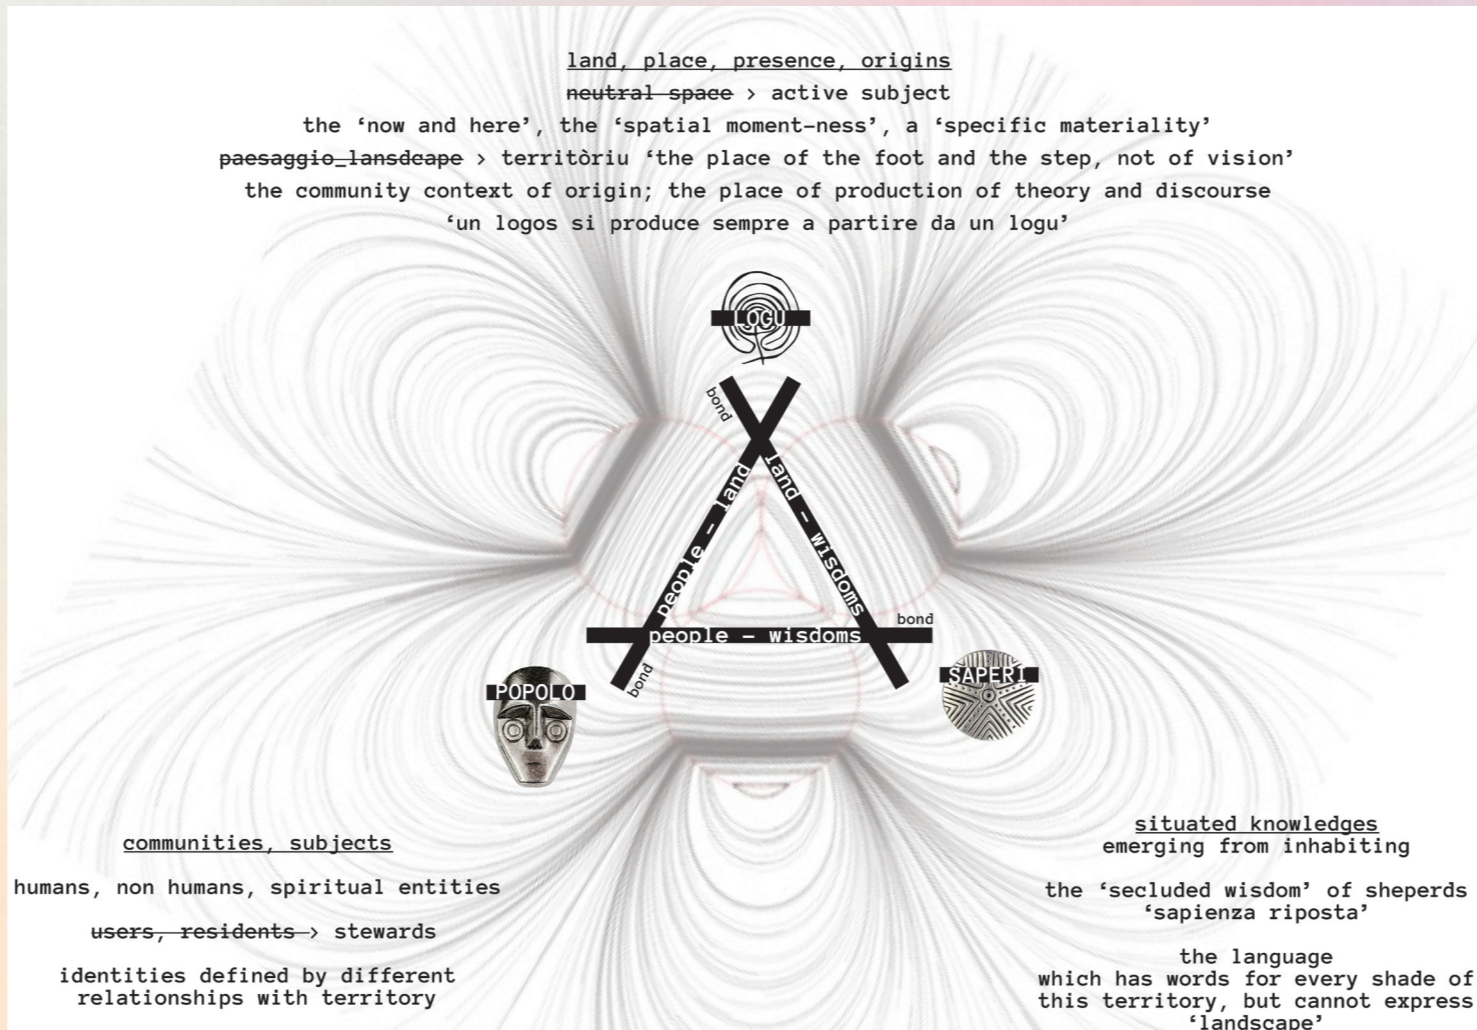 land, place, presence, origins
neutral space > active subject
the ‘now and here’, the ‘spatial moment-ness’, a ‘specific materiality’
paesaggio_lansdcape > territòriu ‘the place of the foot and the step, not of vision’
the community context of origin; the place of production of theory and discourse
‘un logos si produce sempre a partire da un logu’
LOGU
bond
people - land
land - wisdoms
bond
people - wisdoms
bond
POPOLO
SAPERI
communities, subjects
humans, non humans, spiritual entities
users, residents > stewards
identities defined by different
relationships with territory
situated knowledges
emerging from inhabiting
the ‘secluded wisdom’ of sheperds
‘sapienza riposta’
the language
which has words for every shade of
this territory, but cannot express
‘landscape’